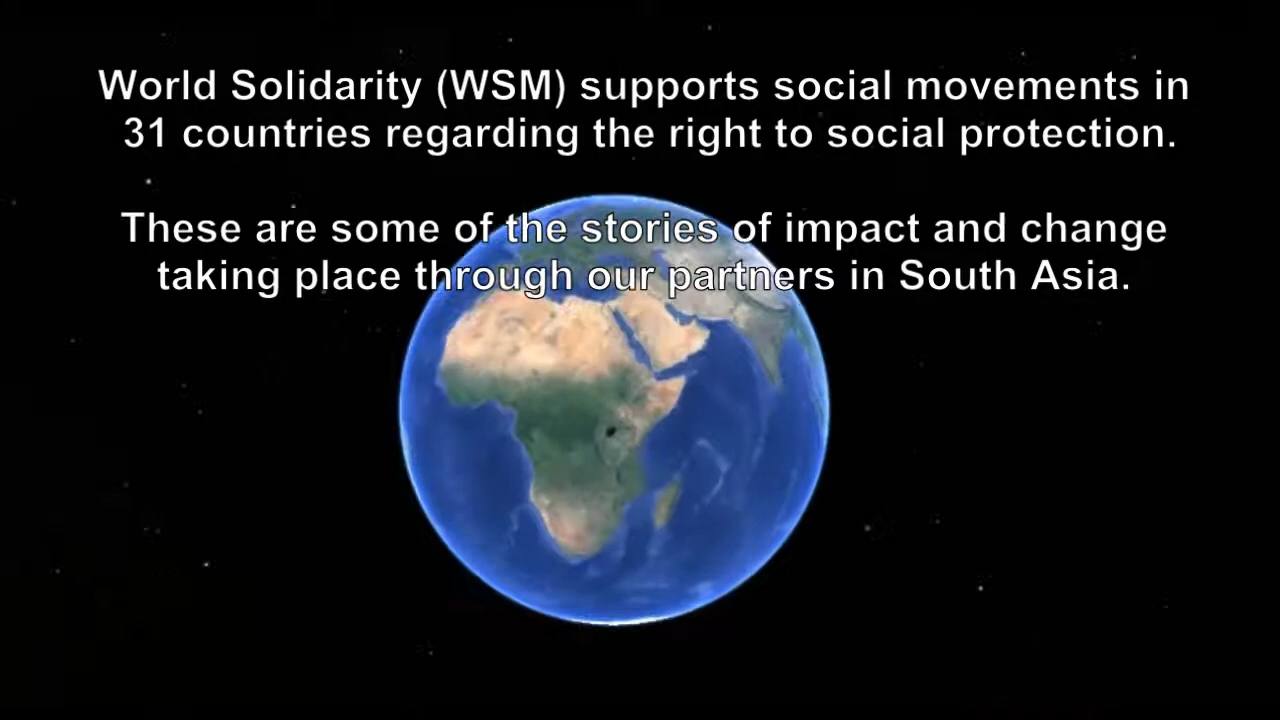 World Solidarity (WSM) supports social movements in
31 countries regarding the right to social protection.
These are some of the stories of impact and change
taking place through our partners in South Asia.